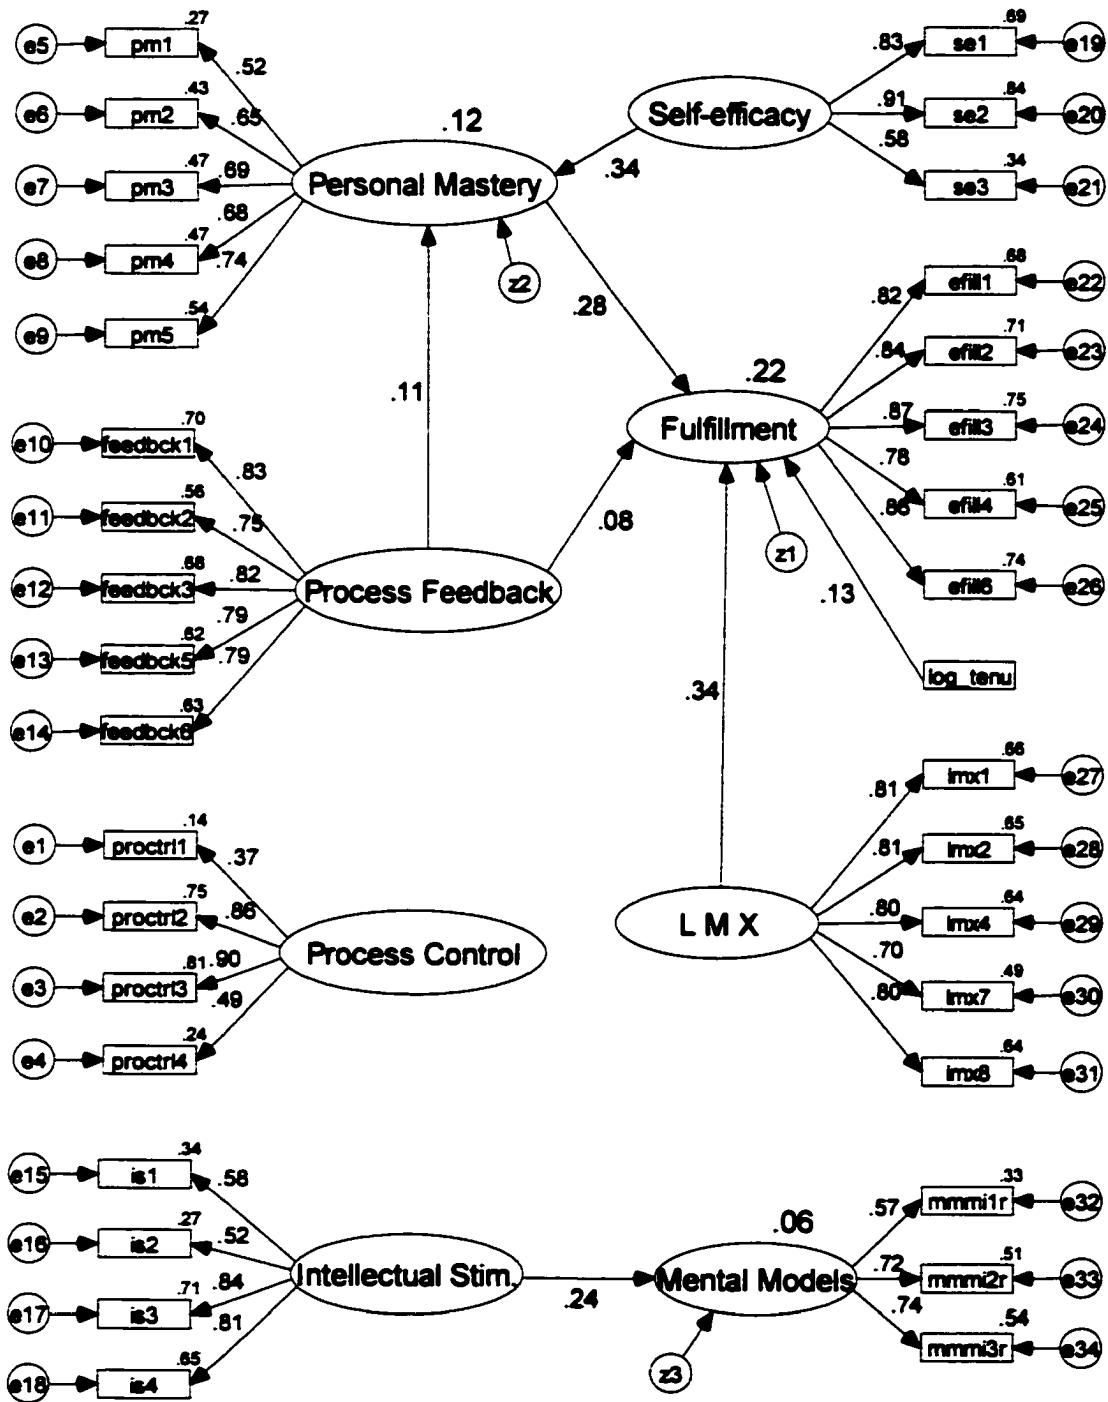 .27
e5 pm1 .52
.43
e6 pm2 .65
.47
e7 pm3 .69
.47
e8 pm4 .68
.54
e9 pm5 .74
.12
Personal Mastery
z2
.34
Self-efficacy
.69
.83 se1 e19
.84
.91 se2 e20
.34
.58 se3 e21
.28
.11
.22
Fulfillment
z1
.08
.13
.34
.68
.82 efill1 e22
.71
.84 efill2 e23
.75
.87 efill3 e24
.61
.78 efill4 e25
.74
.86 efill6 e26
log_tenu
.70
e10 feedbck1 .83
.56
e11 feedbck2 .75
.68
e12 feedbck3 .82
.62
e13 feedbck5 .79
.63
e14 feedbck6 .79
Process Feedback
.14
e1 proctrl1 .37
.75
e2 proctrl2 .86
.81
e3 proctrl3 .90
.24
e4 proctrl4 .49
Process Control
L M X
.66
.81 lmx1 e27
.65
.81 lmx2 e28
.64
.80 lmx4 e29
.49
.70 lmx7 e30
.64
.80 lmx8 e31
.34
e15 is1 .58
.27
e16 is2 .52
.71
e17 is3 .84
.65
e18 is4 .81
Intellectual Stim.
.24
.06
Mental Models
z3
.33
.57 mmmi1r e32
.51
.72 mmmi2r e33
.54
.74 mmmi3r e34